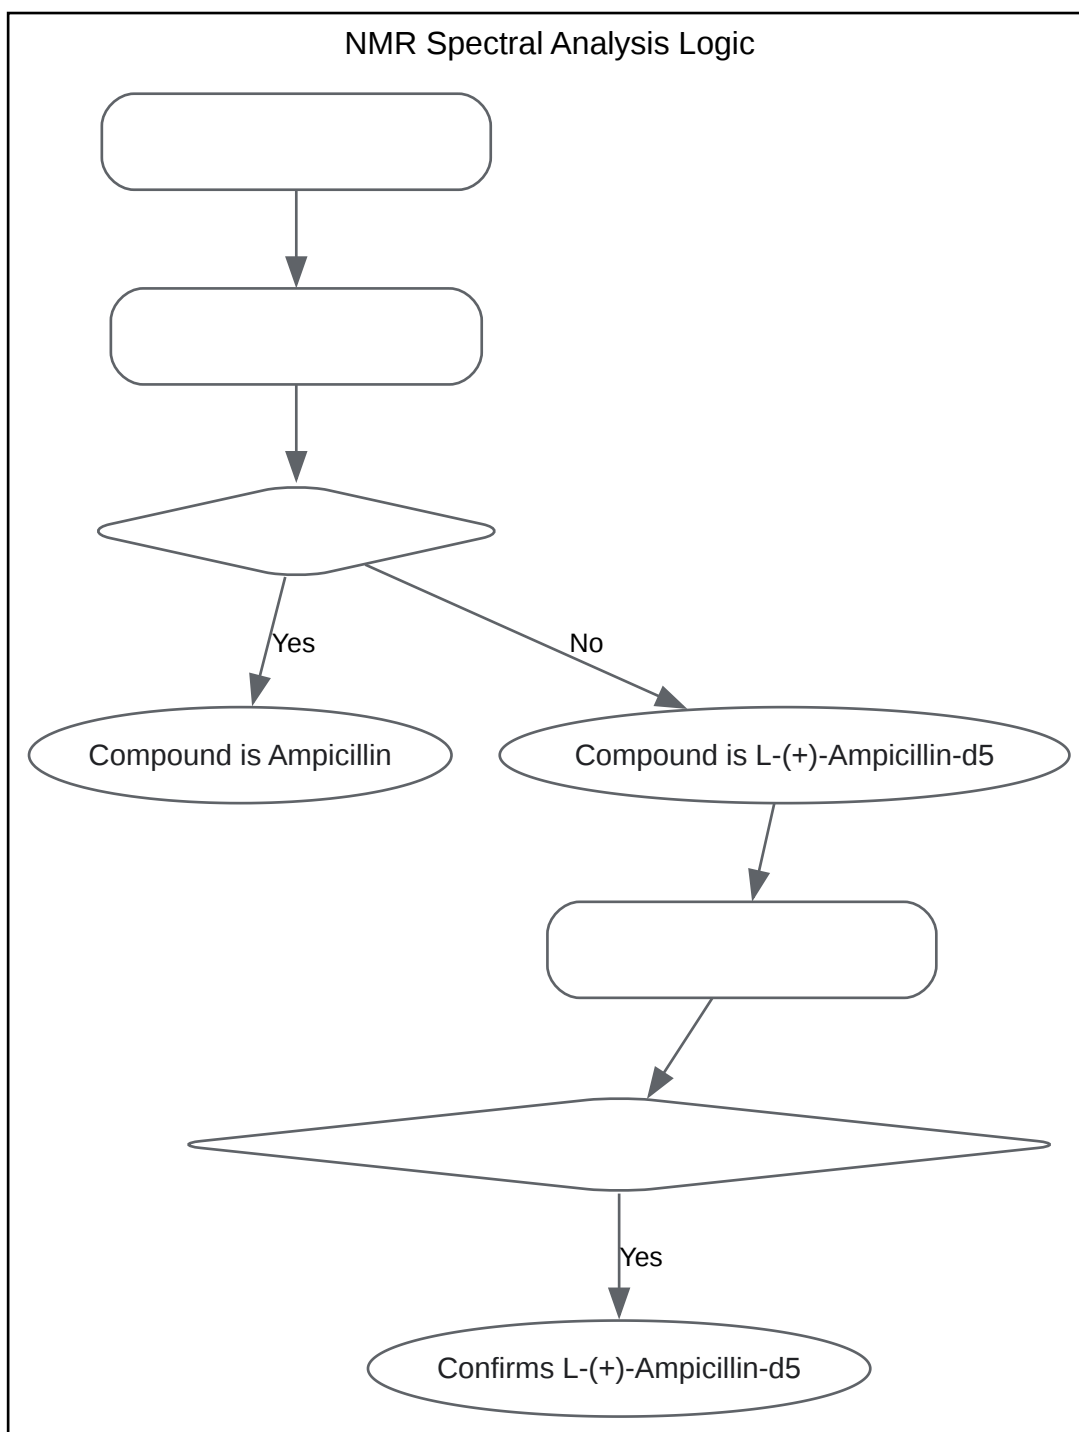 NMR Spectral Analysis Logic
Yes
No
Compound is Ampicillin
Compound is L-(+)-Ampicillin-d5
Yes
Confirms L-(+)-Ampicillin-d5